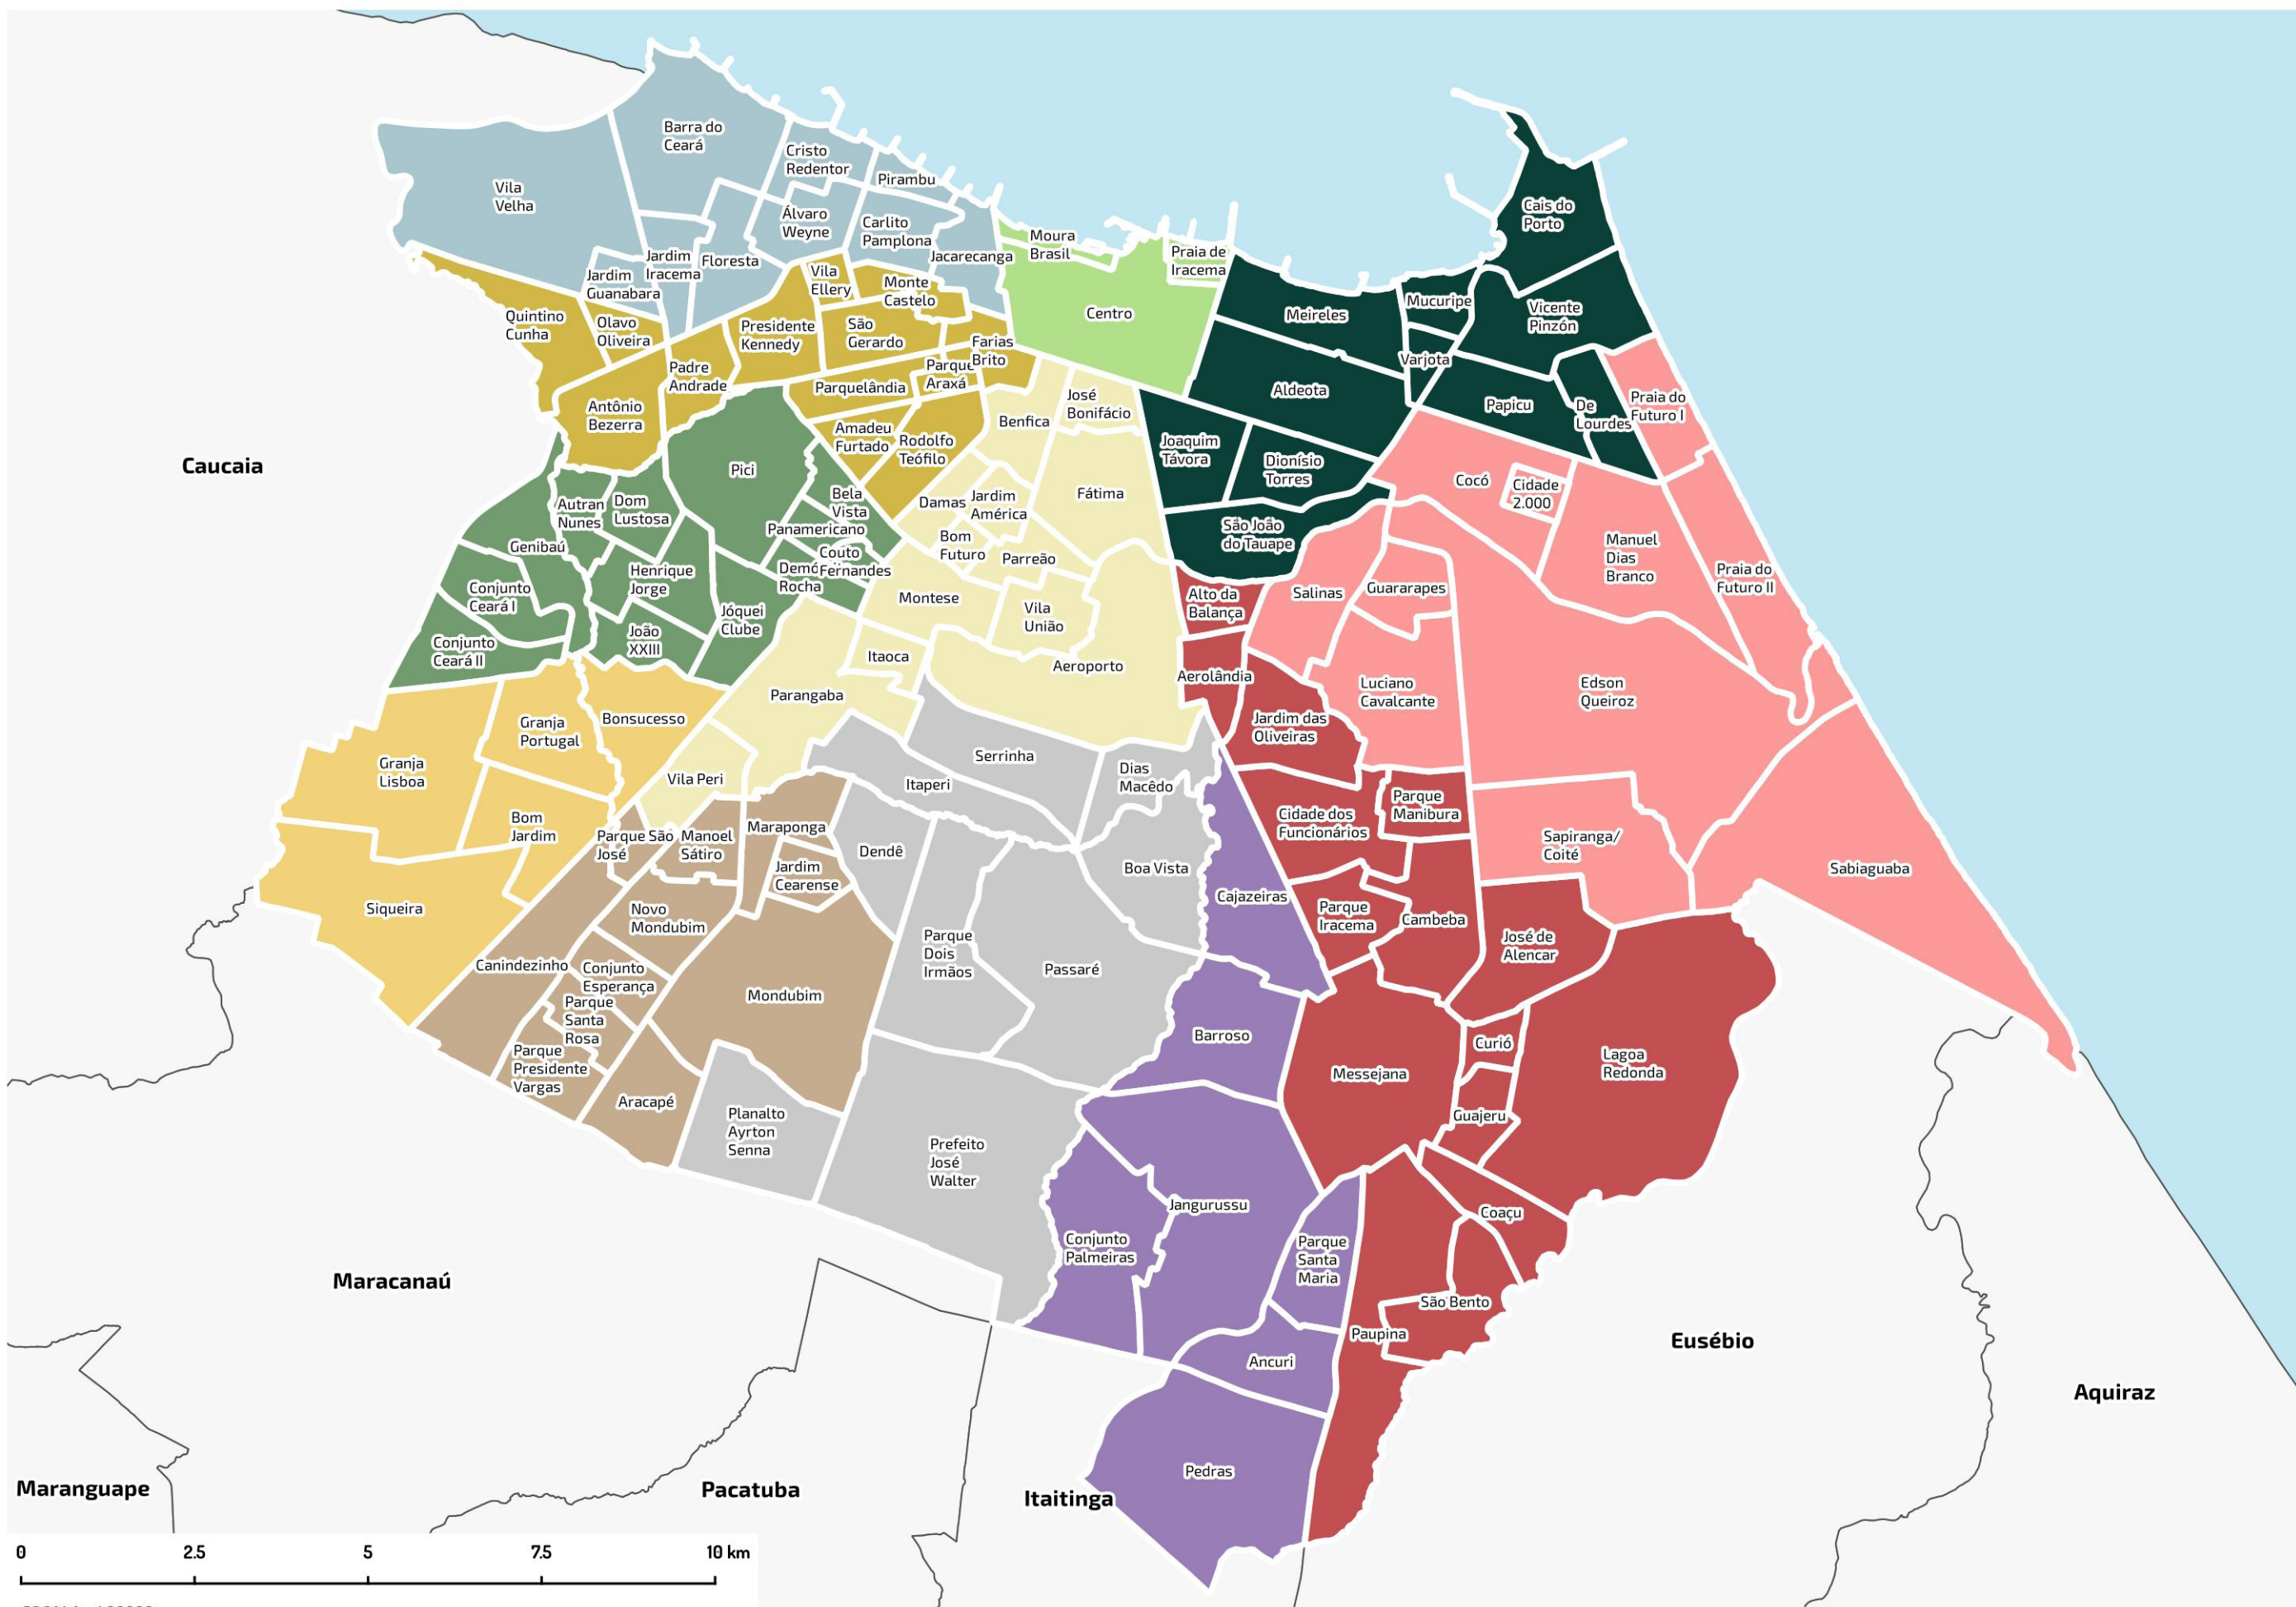 Barra do
Ceará
Cristo
Redentor
Pirambu
Vila
Velha
Álvaro
Weyne
Carlito
Pamplona
Jacarecanga
Floresta
Jardim
Iracema
Jardim
Guanabara
Moura
Brasil
Praia de
Iracema
Centro
Cais do
Porto
Meireles
Mucuripe
Vicente
Pinzón
Varjota
Aldeota
Papicu
De
Lourdes
Praia do
Futuro I
Joaquim
Távora
Dionísio
Torres
São João
do Tauape
Quintino
Cunha
Olavo
Oliveira
Vila
Ellery
Monte
Castelo
Presidente
Kennedy
São
Gerardo
Farias
Brito
Padre
Andrade
Parquelândia
Parque
Araxá
Antônio
Bezerra
Amadeu
Furtado
Rodolfo
Teófilo
Benfica
José
Bonifácio
Caucaia
Pici
Bela
Vista
Autran
Nunes
Dom
Lustosa
Panamericano
Genibaú
Couto
Fernandes
Demó
Rocha
Henrique
Jorge
Conjunto
Ceará I
Jóquei
Clube
João
XXIII
Conjunto
Ceará II
Damas
Jardim
América
Fátima
Bom
Futuro
Parreão
Montese
Vila
União
Itaoca
Aeroporto
Parangaba
Vila Peri
Cocó
Cidade
2.000
Manuel
Dias
Branco
Praia do
Futuro II
Salinas
Guararapes
Luciano
Cavalcante
Edson
Queiroz
Sapiranga/
Coité
Sabiaguaba
Alto da
Balança
Aerolândia
Jardim das
Oliveiras
Cidade dos
Funcionários
Parque
Manibura
Parque
Iracema
Cambeba
José de
Alencar
Curió
Lagoa
Redonda
Messejana
Guajeru
Coaçu
São Bento
Paupina
Granja
Portugal
Bonsucesso
Granja
Lisboa
Bom
Jardim
Siqueira
Parque São
José
Manoel
Sátiro
Maraponga
Jardim
Cearense
Novo
Mondubim
Canindezinho
Conjunto
Esperança
Parque
Santa
Rosa
Mondubim
Parque
Presidente
Vargas
Aracapé
Serrinha
Itaperi
Dias
Macêdo
Dendê
Boa Vista
Parque
Dois
Irmãos
Passaré
Planalto
Ayrton
Senna
Prefeito
José
Walter
Cajazeiras
Barroso
Jangurussu
Conjunto
Palmeiras
Parque
Santa
Maria
Ancuri
Pedras
Maracanaú
Eusébio
Aquiraz
Maranguape
Pacatuba
Itaitinga
0 2.5 5 7.5 10 km